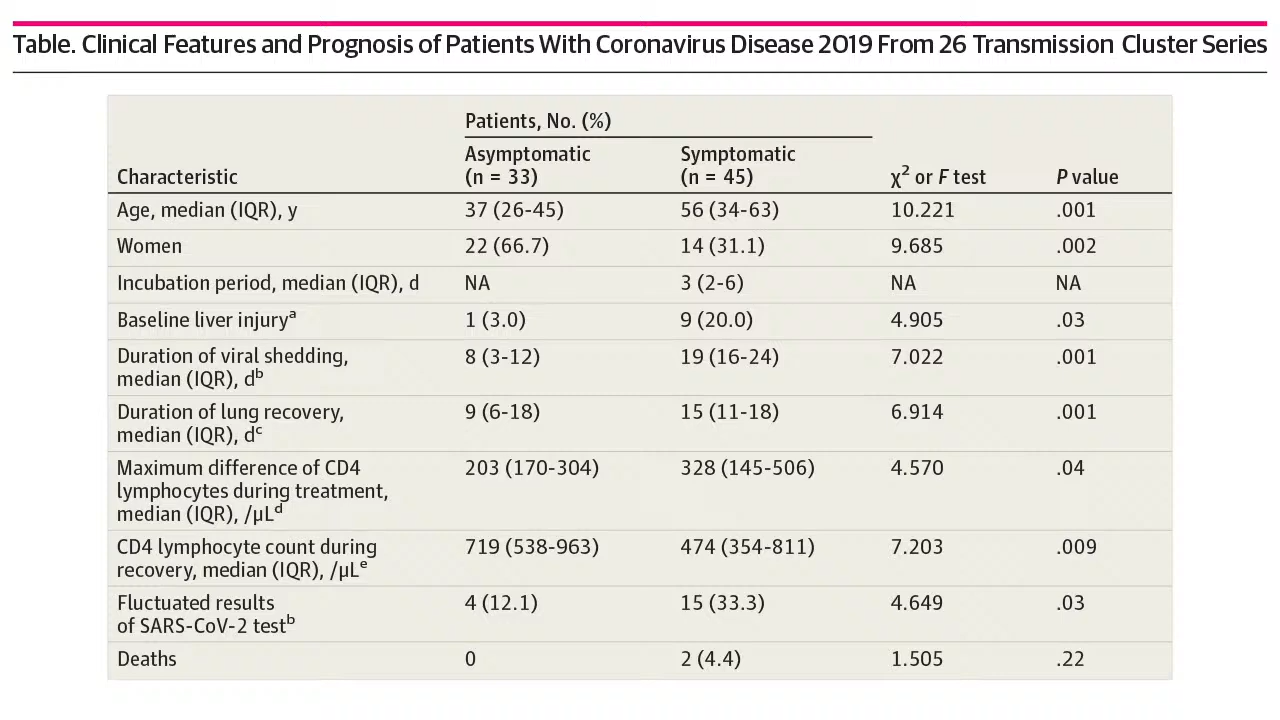 Table. Clinical Features and Prognosis of Patients With Coronavirus Disease 2019 From 26 Transmission Cluster Series
Patients, No. (%)
Characteristic Asymptomatic (n = 33) Symptomatic (n = 45) χ² or F test P value
Age, median (IQR), y 37 (26-45) 56 (34-63) 10.221 .001
Women 22 (66.7) 14 (31.1) 9.685 .002
Incubation period, median (IQR), d NA 3 (2-6) NA NA
Baseline liver injuryᵃ 1 (3.0) 9 (20.0) 4.905 .03
Duration of viral shedding, 8 (3-12) 19 (16-24) 7.022 .001
median (IQR), dᵇ
Duration of lung recovery, 9 (6-18) 15 (11-18) 6.914 .001
median (IQR), dᶜ
Maximum difference of CD4 203 (170-304) 328 (145-506) 4.570 .04
lymphocytes during treatment,
median (IQR), /µLᵈ
CD4 lymphocyte count during 719 (538-963) 474 (354-811) 7.203 .009
recovery, median (IQR), /µLᵉ
Fluctuated results 4 (12.1) 15 (33.3) 4.649 .03
of SARS-CoV-2 testᵇ
Deaths 0 2 (4.4) 1.505 .22